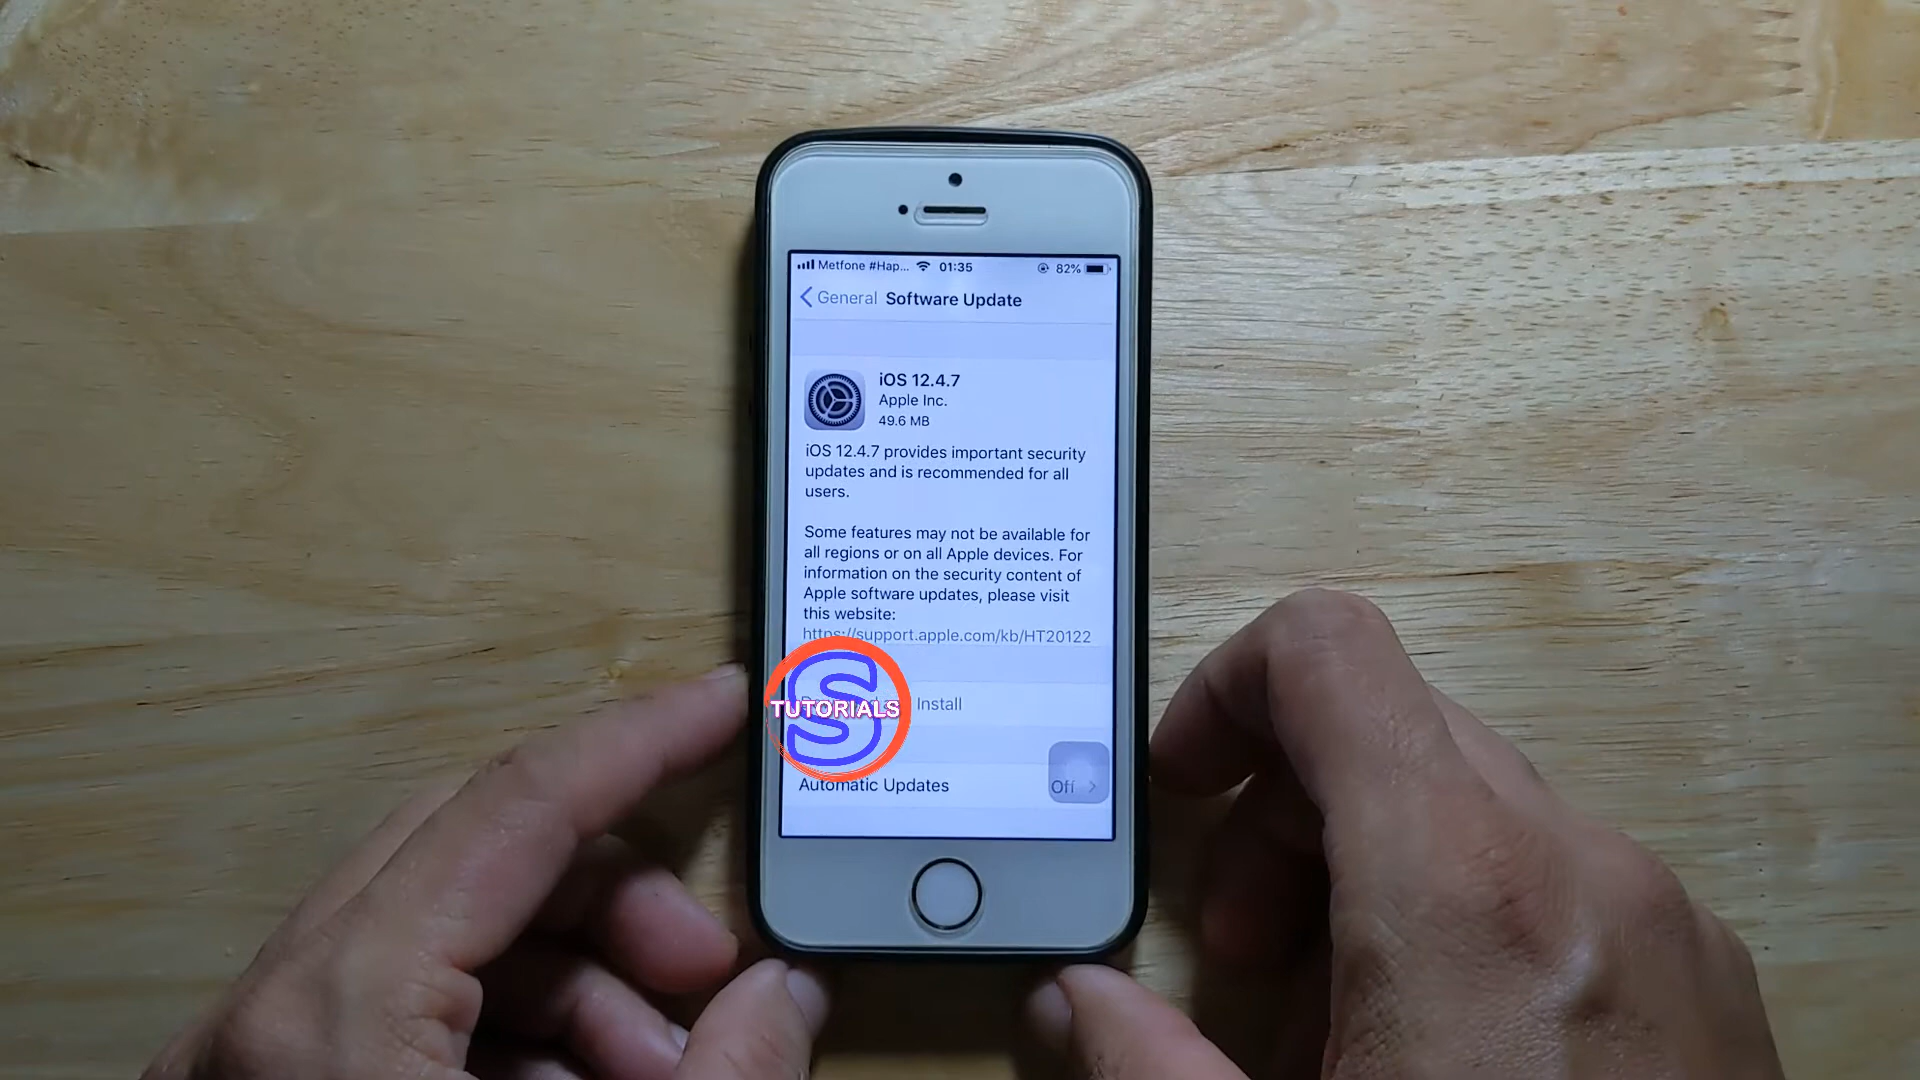 Metfone #Hap... 01:35 82%
General Software Update
iOS 12.4.7
Apple Inc.
49.6 MB
iOS 12.4.7 provides important security
updates and is recommended for all
users.
Some features may not be available for
all regions or on all Apple devices. For
information on the security content of
Apple software updates, please visit
this website:
https://support.apple.com/kb/HT20122
Install
S
TUTORIALS
Automatic Updates Off